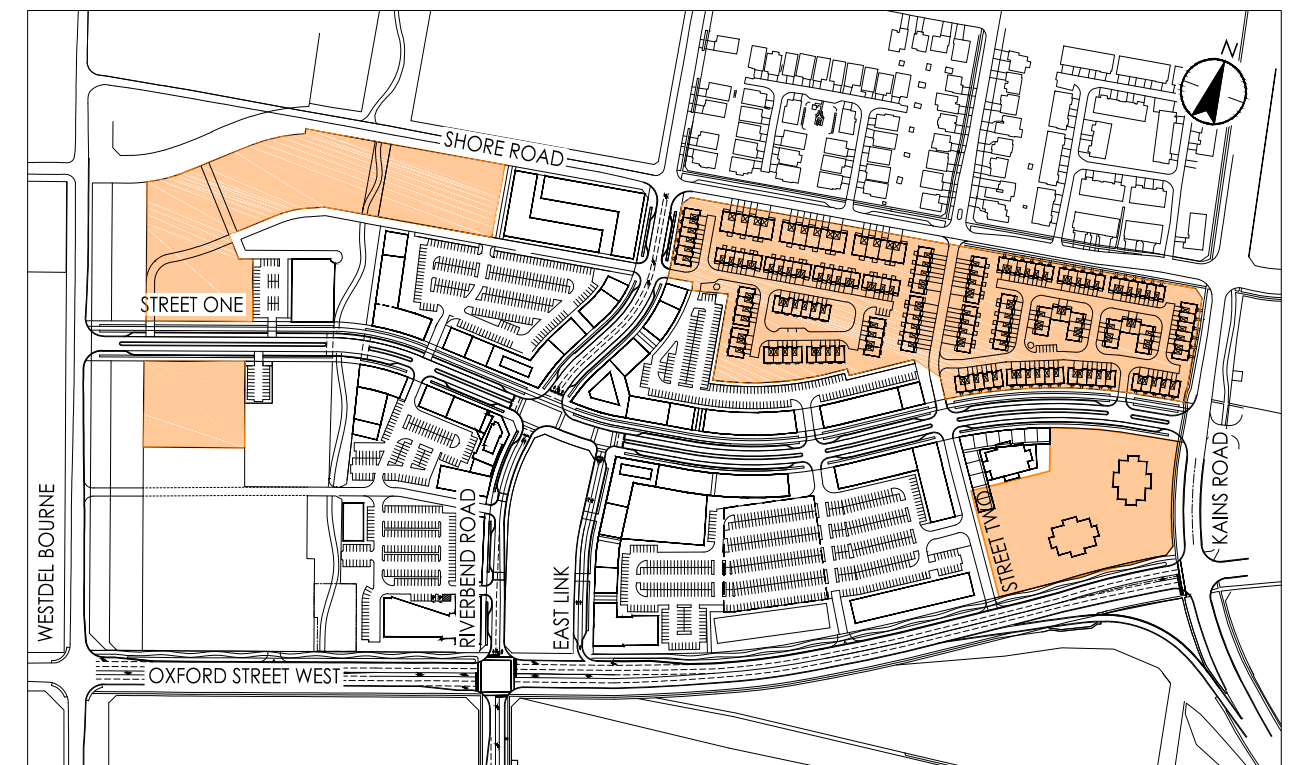 N
SHORE ROAD
STREET ONE
WESTDEL BOURNE
RIVERBEND ROAD
EAST LINK
STREET TWO
KAINS ROAD
OXFORD STREET WEST